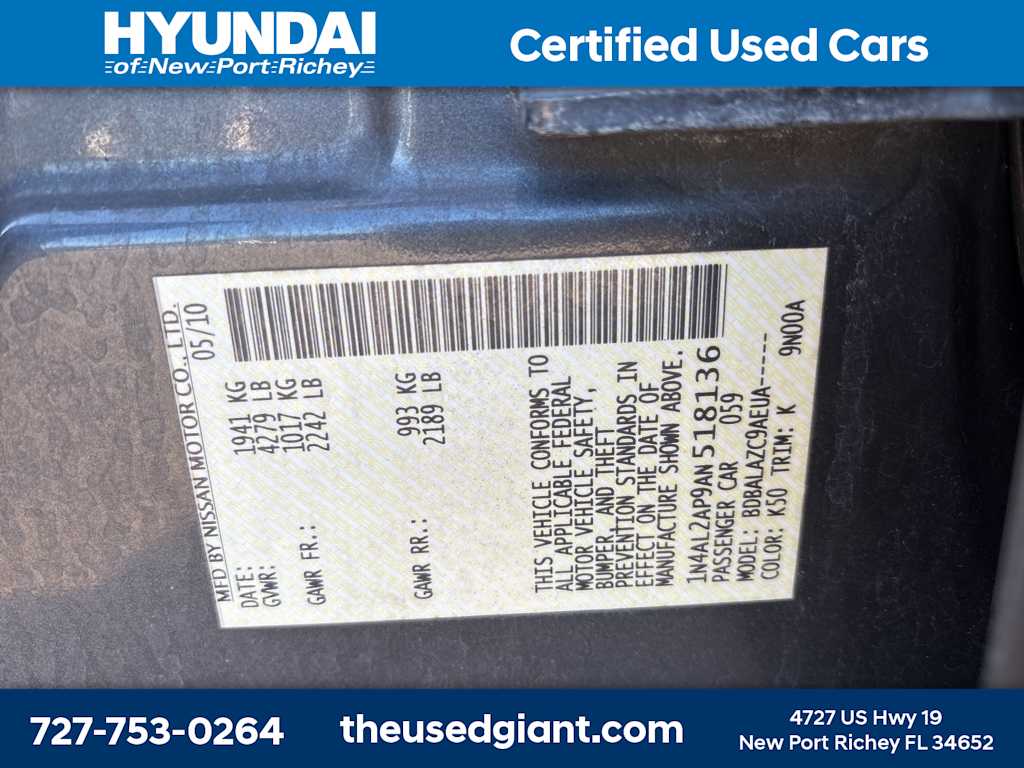 HYUNDAI
of New Port Richey
Certified Used Cars
MFD BY NISSAN MOTOR CO., LTD.
DATE: 05/10
GVWR: 1941 KG
4279 LB
GAWR FR.: 1017 KG
2242 LB
GAWR RR.: 993 KG
2189 LB
THIS VEHICLE CONFORMS TO
ALL APPLICABLE FEDERAL
MOTOR VEHICLE SAFETY,
BUMPER, AND THEFT
PREVENTION STANDARDS IN
EFFECT ON THE DATE OF
MANUFACTURE SHOWN ABOVE.
1N4AL2AP9AN518136
PASSENGER CAR 059
MODEL: BDBALAZC9AEUA-----
COLOR: K50 TRIM: K 9N00A
727-753-0264
theusedgiant.com
4727 US Hwy 19
New Port Richey FL 34652